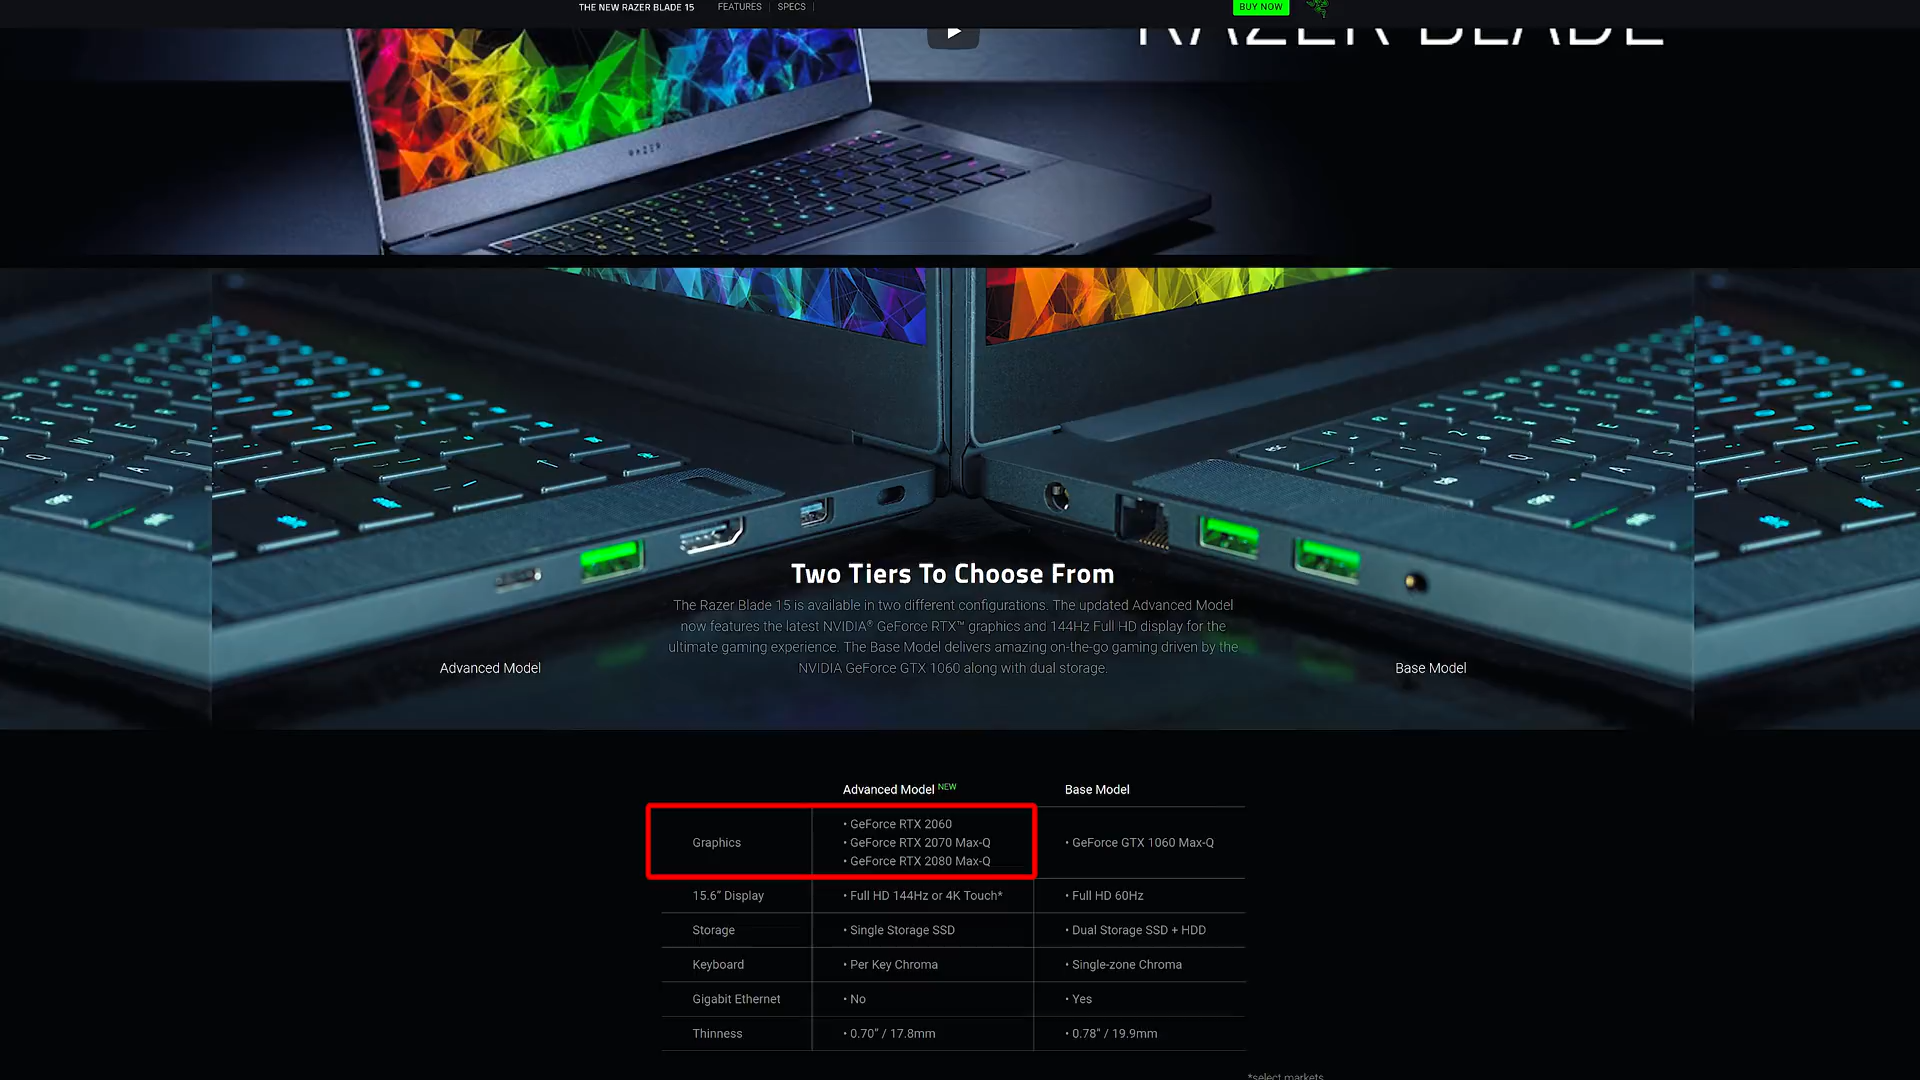 THE NEW RAZER BLADE 15 FEATURES SPECS BUY NOW
RAZER BLADE
RAZER
Two Tiers To Choose From
The Razer Blade 15 is available in two different configurations. The updated Advanced Model
now features the latest NVIDIA® GeForce RTX™ graphics and 144Hz Full HD display for the
ultimate gaming experience. The Base Model delivers amazing on-the-go gaming driven by the
NVIDIA GeForce GTX 1060 along with dual storage.
Advanced Model
Base Model
Advanced Model NEW Base Model
Graphics
• GeForce RTX 2060
• GeForce RTX 2070 Max-Q
• GeForce RTX 2080 Max-Q
• GeForce GTX 1060 Max-Q
15.6” Display • Full HD 144Hz or 4K Touch* • Full HD 60Hz
Storage • Single Storage SSD • Dual Storage SSD + HDD
Keyboard • Per Key Chroma • Single-zone Chroma
Gigabit Ethernet • No • Yes
Thinness • 0.70” / 17.8mm • 0.78” / 19.9mm
*select markets